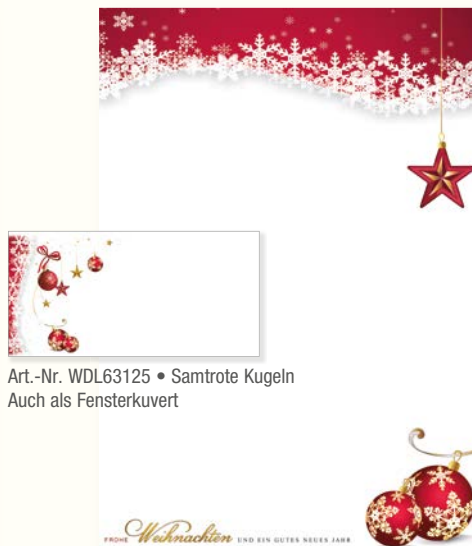 Art.-Nr. WDL63125 • Samtrote Kugeln
Auch als Fensterkuvert
FROHE Weihnachten UND EIN GUTES NEUES JAHR